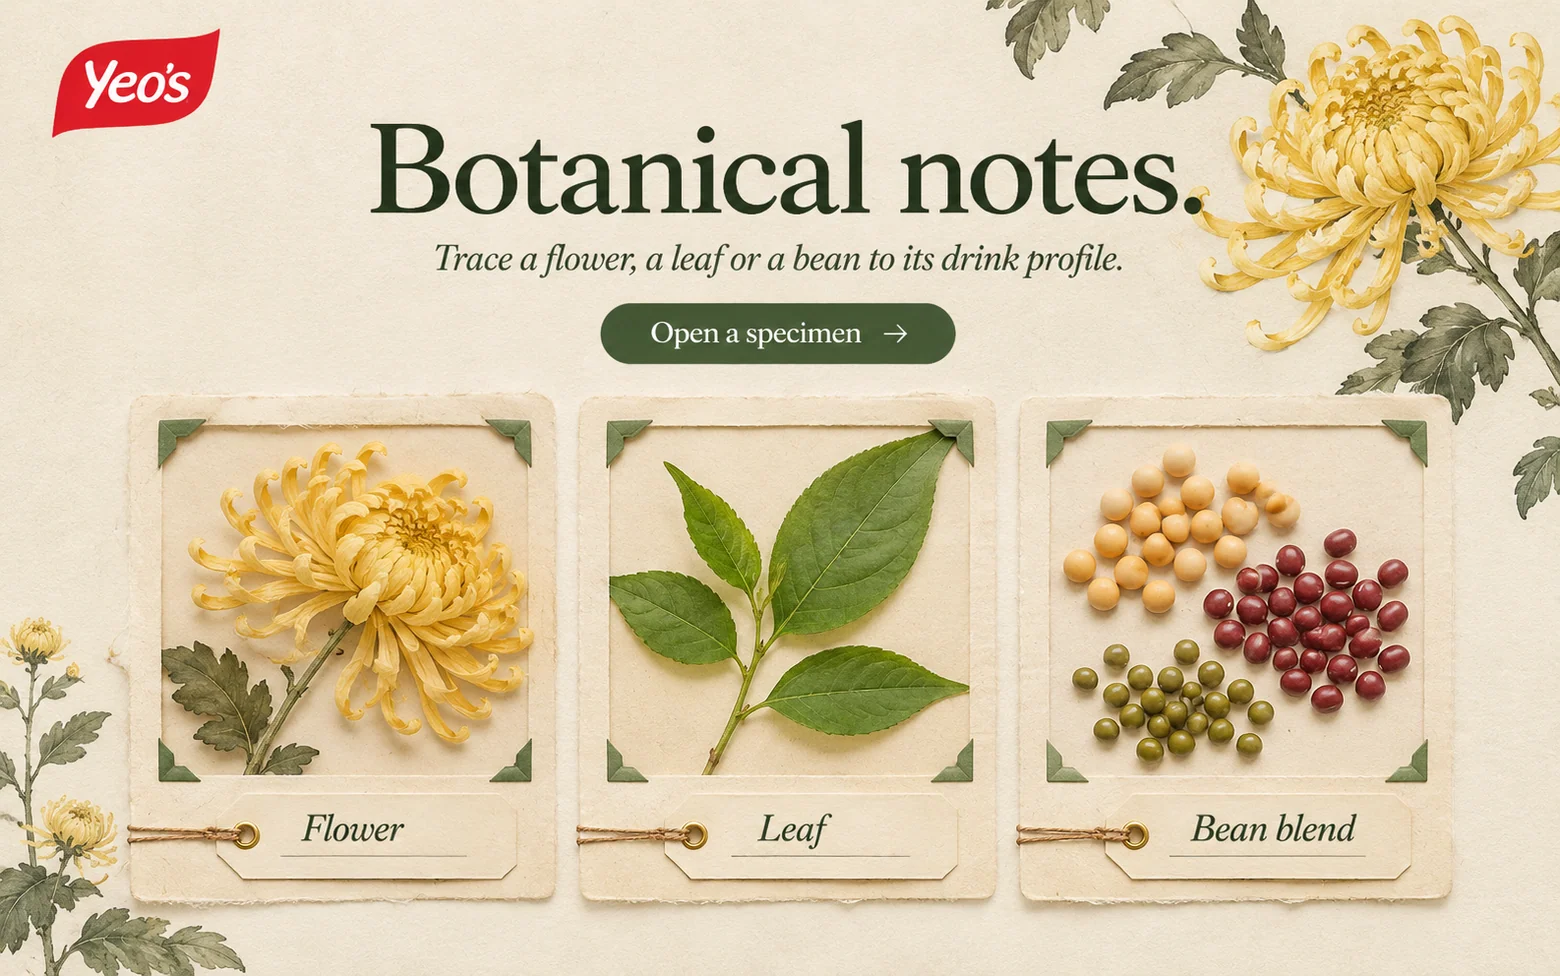 Yeo's
Botanical notes.
Trace a flower, a leaf or a bean to its drink profile.
Open a specimen →
Flower
Leaf
Bean blend